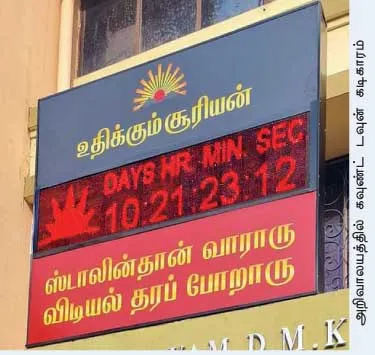 உதிக்கும் சூரியன்
DAYS HR MIN SEC
10.21.23.12
ஸ்டாலின்தான் வாராரு
விடியல் தரப் போறாரு
D.M.K
அறிவாலயத்தில் கவுண்ட் டவுன் கடிகாரம்